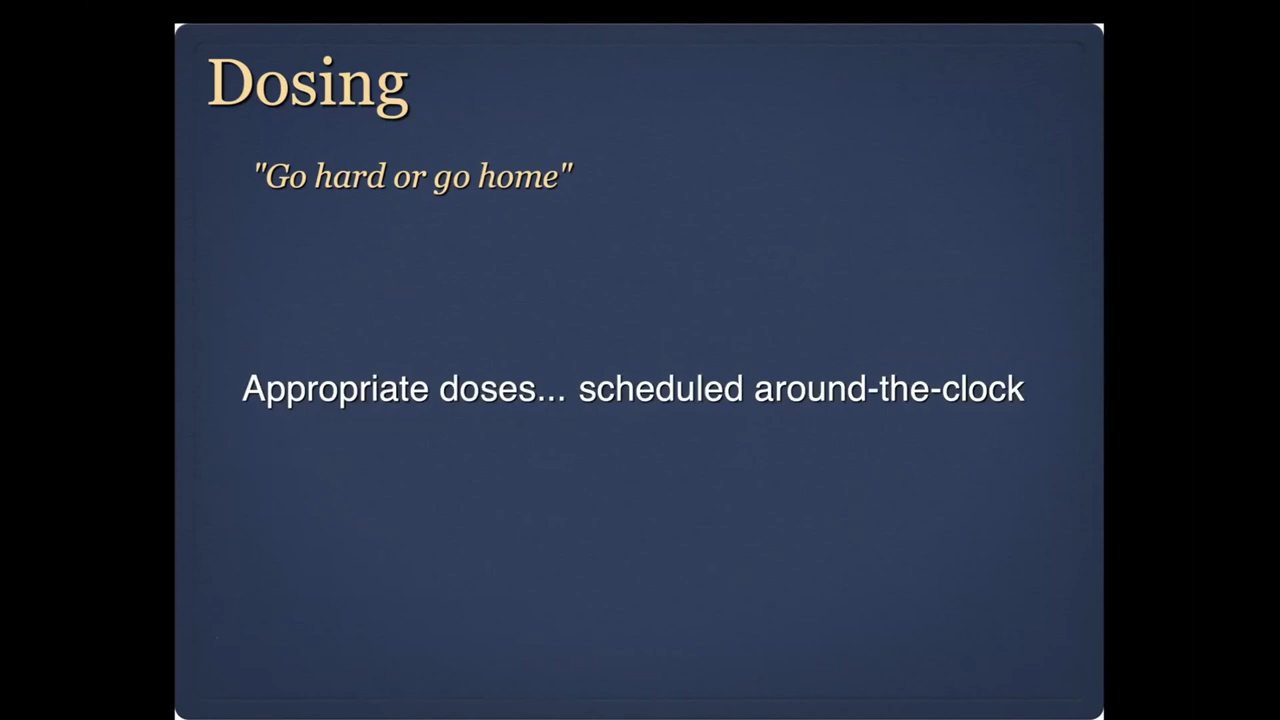 Dosing
"Go hard or go home"
Appropriate doses... scheduled around-the-clock